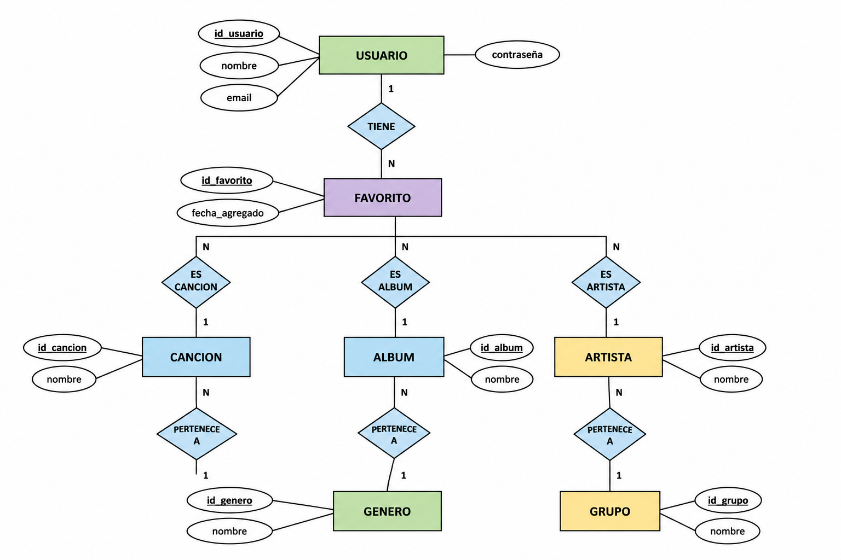 id_usuario
USUARIO
contraseña
nombre
email
1
TIENE
N
id_favorito
FAVORITO
fecha_agregado
N
N
N
ES
CANCION
ES
ALBUM
ES
ARTISTA
1
1
1
id_cancion
CANCION
nombre
ALBUM
id_album
nombre
ARTISTA
id_artista
nombre
N
N
N
PERTENECE
A
PERTENECE
A
PERTENECE
A
1
1
1
id_genero
nombre
GENERO
GRUPO
id_grupo
nombre